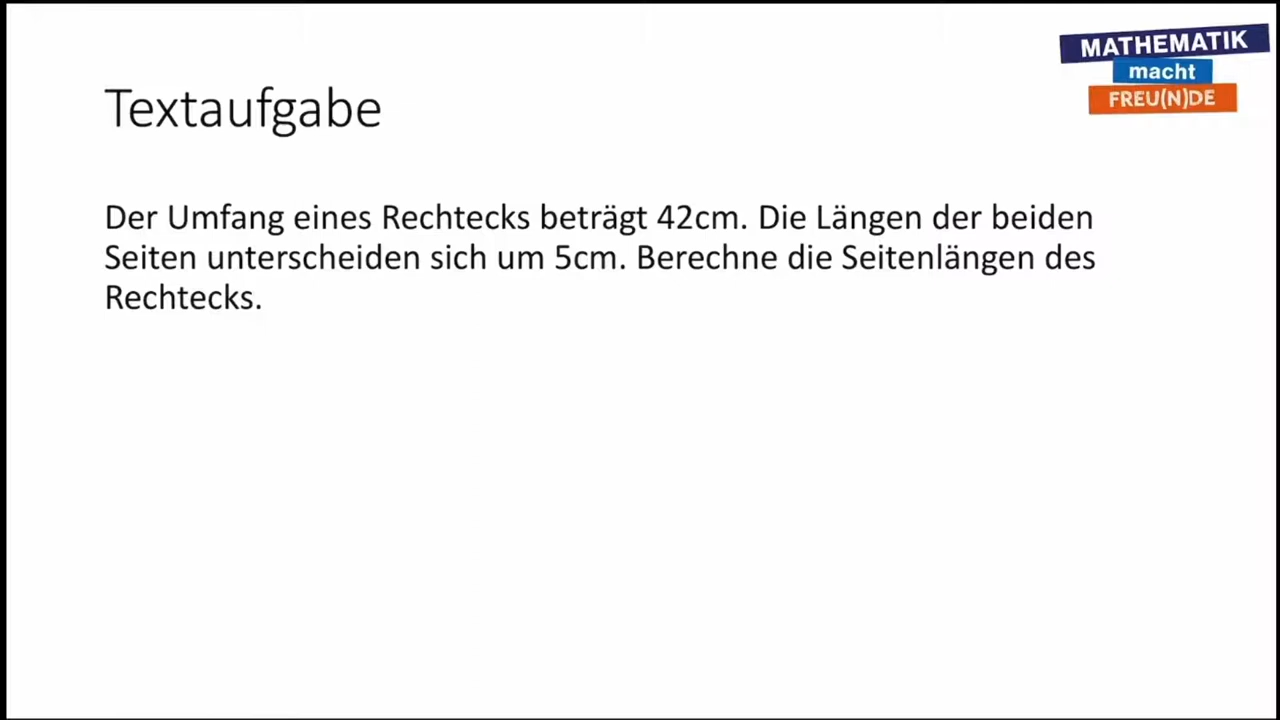 MATHEMATIK
macht
FREU(N)DE
Textaufgabe
Der Umfang eines Rechtecks beträgt 42cm. Die Längen der beiden
Seiten unterscheiden sich um 5cm. Berechne die Seitenlängen des
Rechtecks.